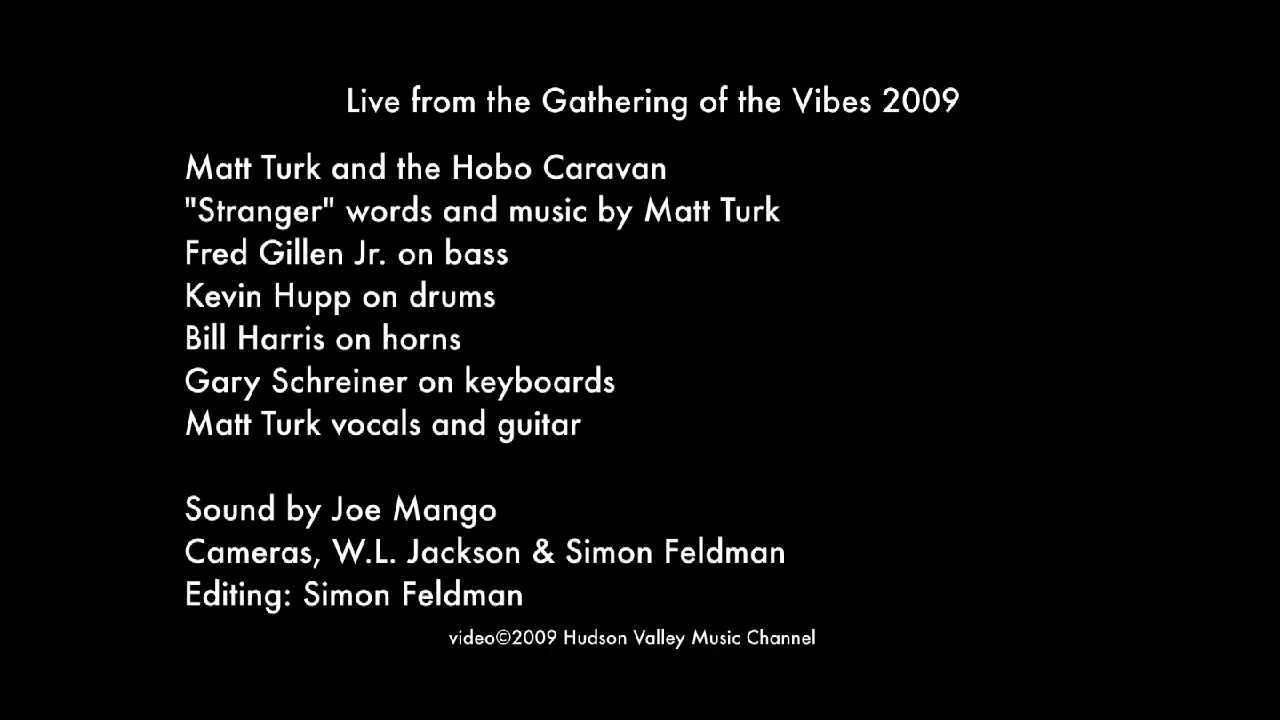 Live from the Gathering of the Vibes 2009
Matt Turk and the Hobo Caravan
"Stranger" words and music by Matt Turk
Fred Gillen Jr. on bass
Kevin Hupp on drums
Bill Harris on horns
Gary Schreiner on keyboards
Matt Turk vocals and guitar
Sound by Joe Mango
Cameras, W.L. Jackson & Simon Feldman
Editing: Simon Feldman
video©2009 Hudson Valley Music Channel